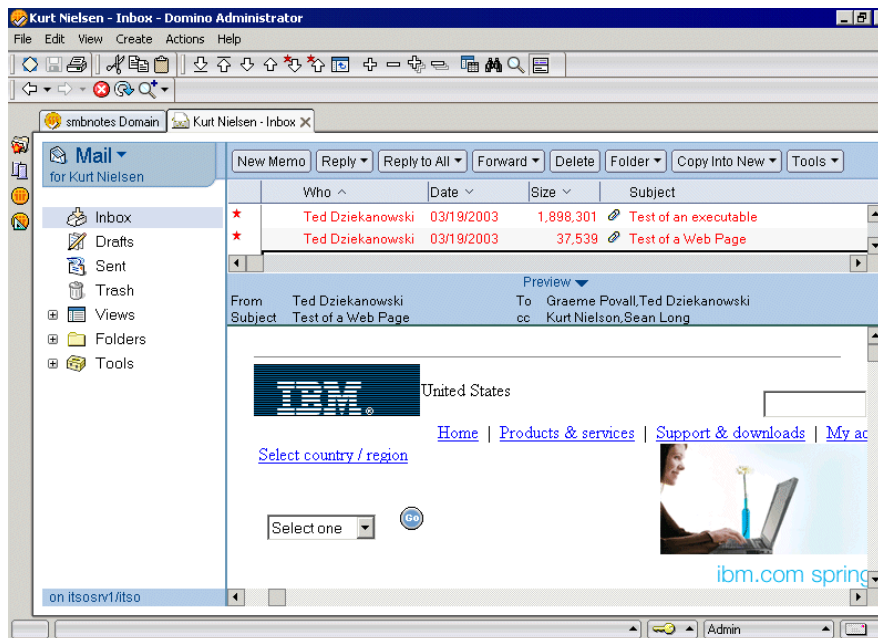 Kurt Nielsen - Inbox - Domino Administrator
File Edit View Create Actions Help
smbnotes Domain Kurt Nielsen - Inbox
Mail
for Kurt Nielsen
New Memo Reply Reply to All Forward Delete Folder Copy Into New Tools
Who Date Size Subject
Ted Dziekanowski 03/19/2003 1,898,301 Test of an executable
Ted Dziekanowski 03/19/2003 37,539 Test of a Web Page
Inbox
Drafts
Sent
Trash
Views
Folders
Tools
Preview
From Ted Dziekanowski To Graeme Povall,Ted Dziekanowski
Subject Test of a Web Page cc Kurt Nielson,Sean Long
IBM® United States
Home | Products & services | Support & downloads | My ac
Select country / region
Select one Go
ibm.com spring
on itsosrv1/itso
Admin